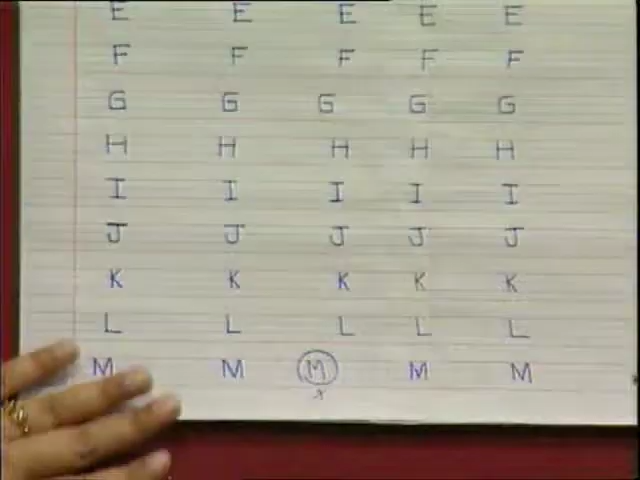 E E E E E
F F F F F
G G G G G
H H H H H
I I I I I
J J J J J
K K K K K
L L L L L
M M M M M